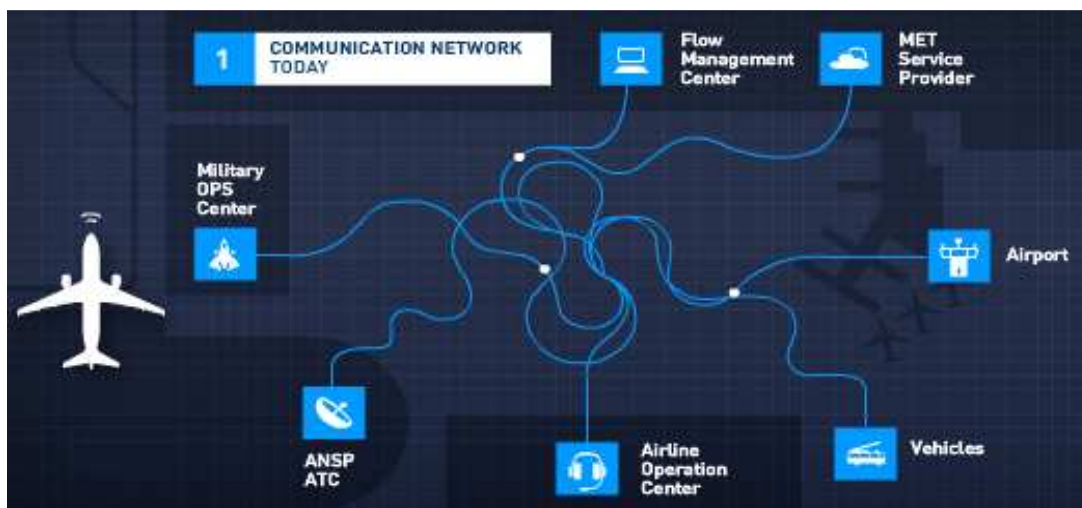 1
COMMUNICATION NETWORK
TODAY
Flow
Management
Center
MET
Service
Provider
Military
OPS
Center
Airport
ANSP
ATC
Airline
Operation
Center
Vehicles